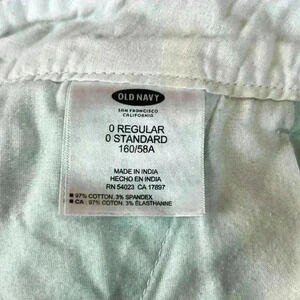 OLD NAVY
SAN FRANCISCO
CALIFORNIA
0 REGULAR
0 STANDARD
160/58A
MADE IN INDIA
HECHO EN INDIA
RN 54023 CA 17897
■ 97% COTTON, 3% SPANDEX
■ CA : 97% COTON, 3% ELASTHANNE